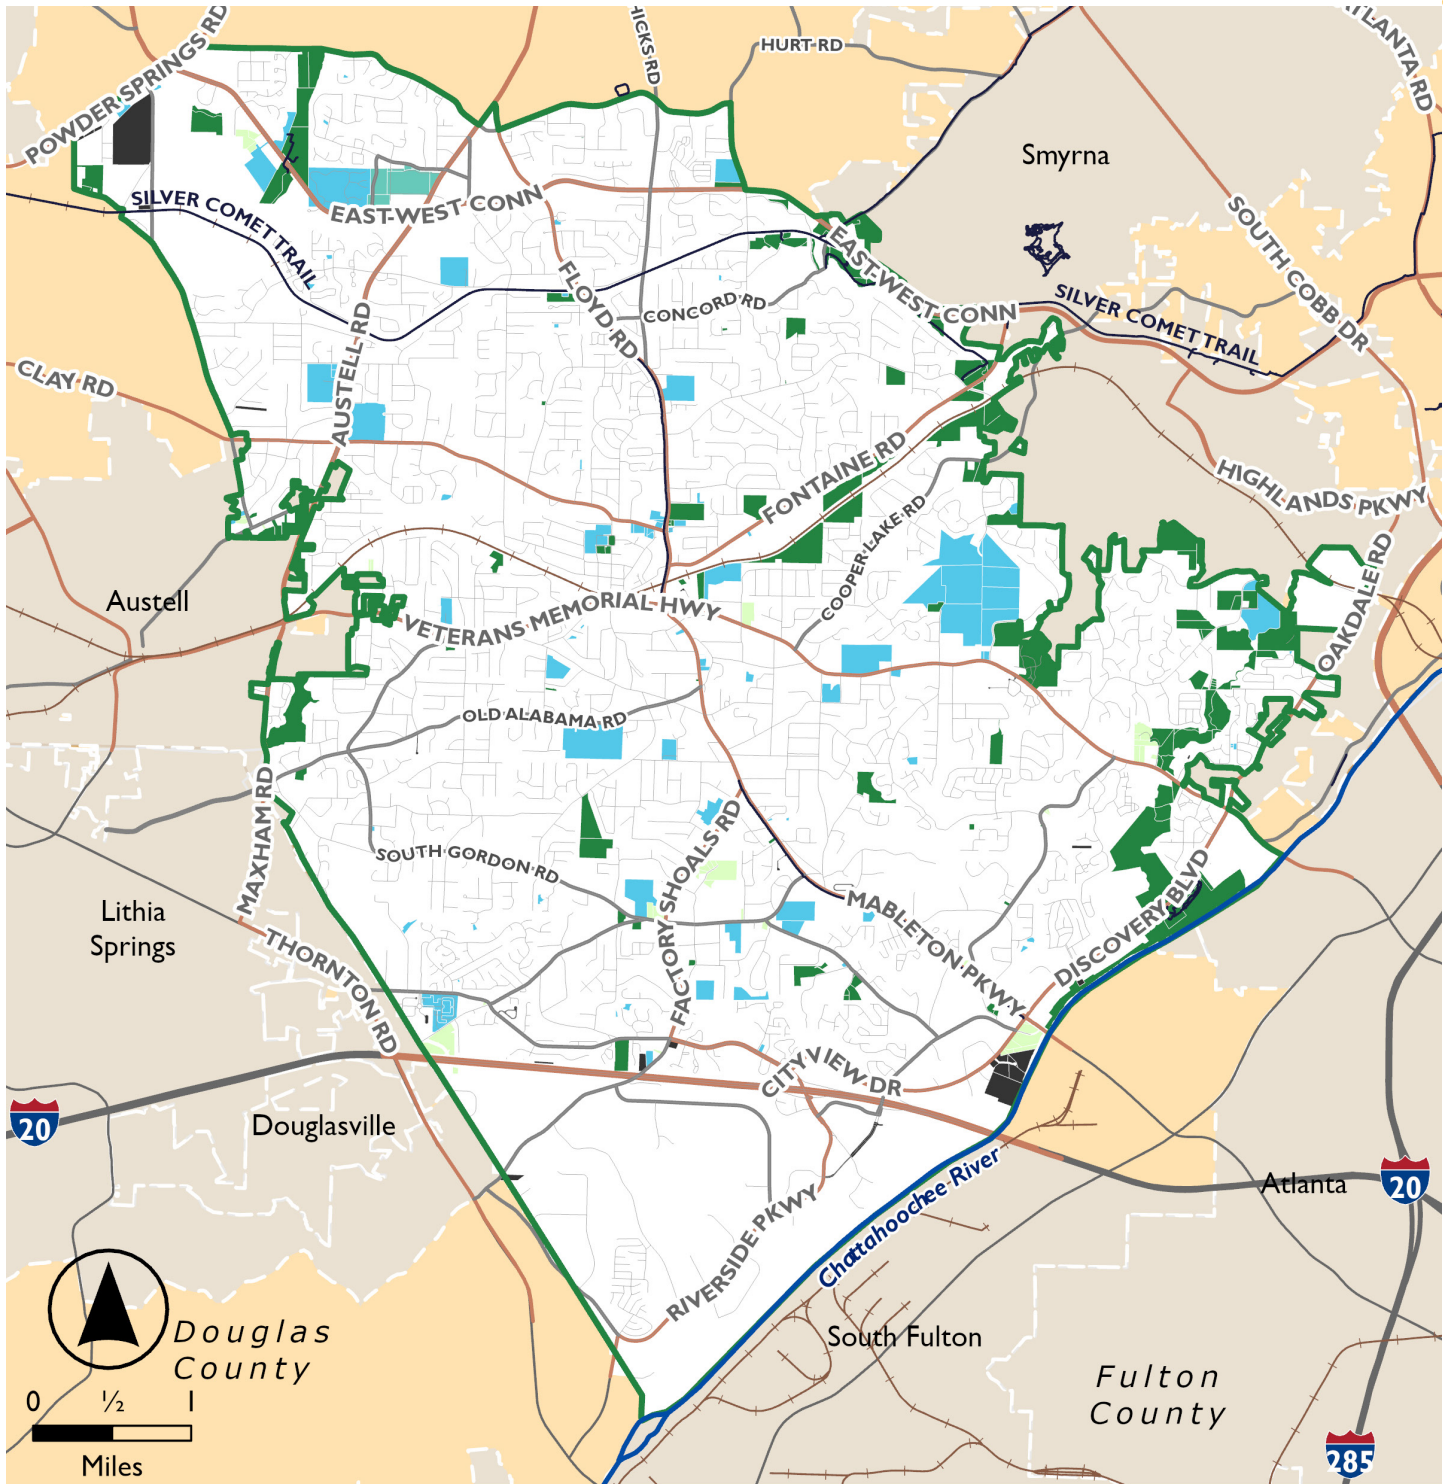 POWDER SPRINGS RD
HICKS RD
HURT RD
Smyrna
SILVER COMET TRAIL
EAST-WEST CONN
EAST-WEST CONN
SOUTH COBB DR
FLOYD RD
CONCORD RD
SILVER COMET TRAIL
CLAY RD
AUSTELL RD
FONTAINE RD
HIGHLANDS PKWY
COOPER LAKE RD
Austell
VETERANS MEMORIAL HWY
OAKDALE RD
OLD ALABAMA RD
MAXHAM RD
SOUTH GORDON RD
FACTORY SHOALS RD
Lithia
Springs
MABLETON PKWY
DISCOVERY BLVD
THORNTON RD
CITYVIEW DR
20
Douglasville
Chattahoochee River
Atlanta
20
RIVERSIDE PKWY
Douglas
County
South Fulton
Fulton
County
0 ½ 1
Miles
285